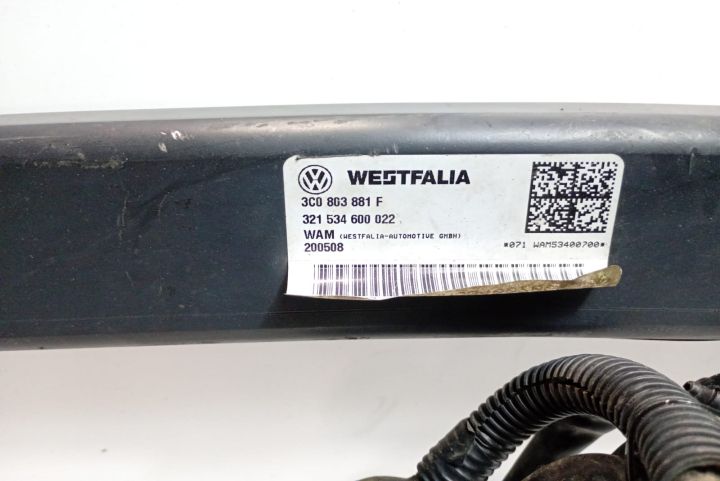 WESTFALIA
3C0 803 881 F
321 534 600 022
WAM (WESTFALIA-AUTOMOTIVE GMBH)
200508
*071 WAM53400700*